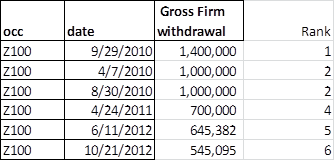 occ date Gross Firm withdrawal Rank
Z100 9/29/2010 1,400,000 1
Z100 4/7/2010 1,000,000 2
Z100 8/30/2010 1,000,000 2
Z100 4/24/2011 700,000 4
Z100 6/11/2012 645,382 5
Z100 10/21/2012 545,095 6